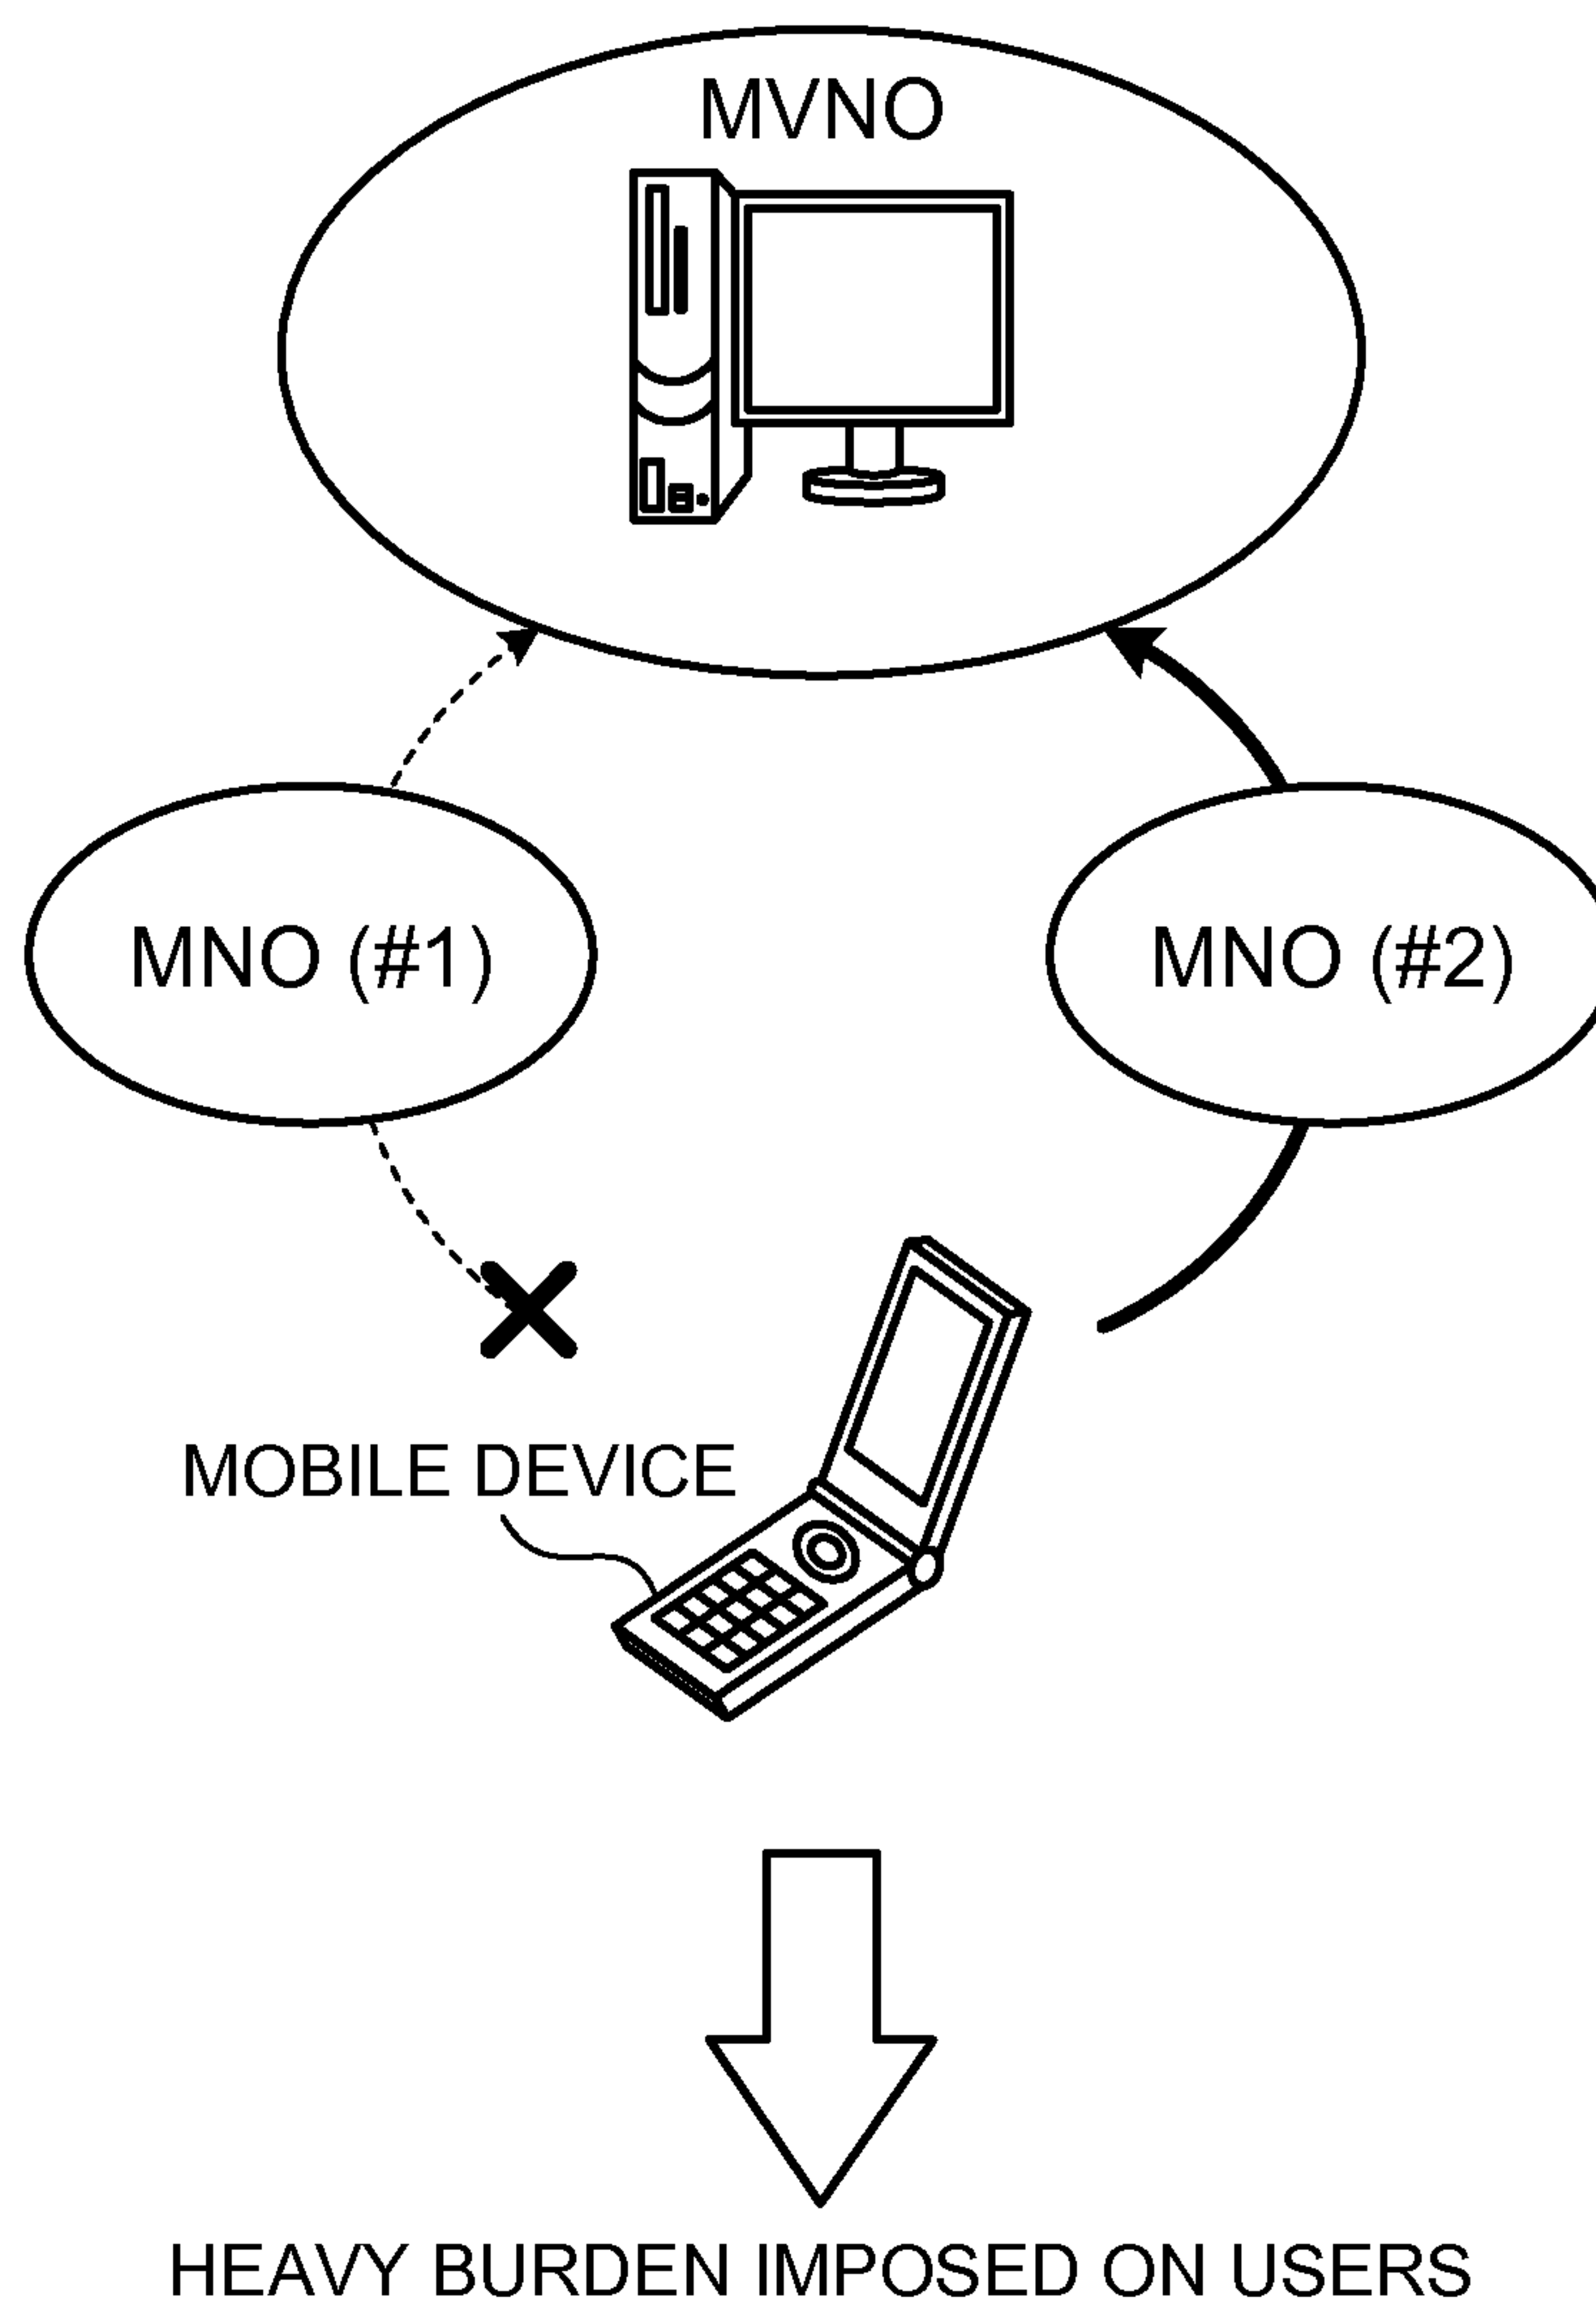 MVNO
MNO (#1)
MNO (#2)
MOBILE DEVICE
HEAVY BURDEN IMPOSED ON USERS